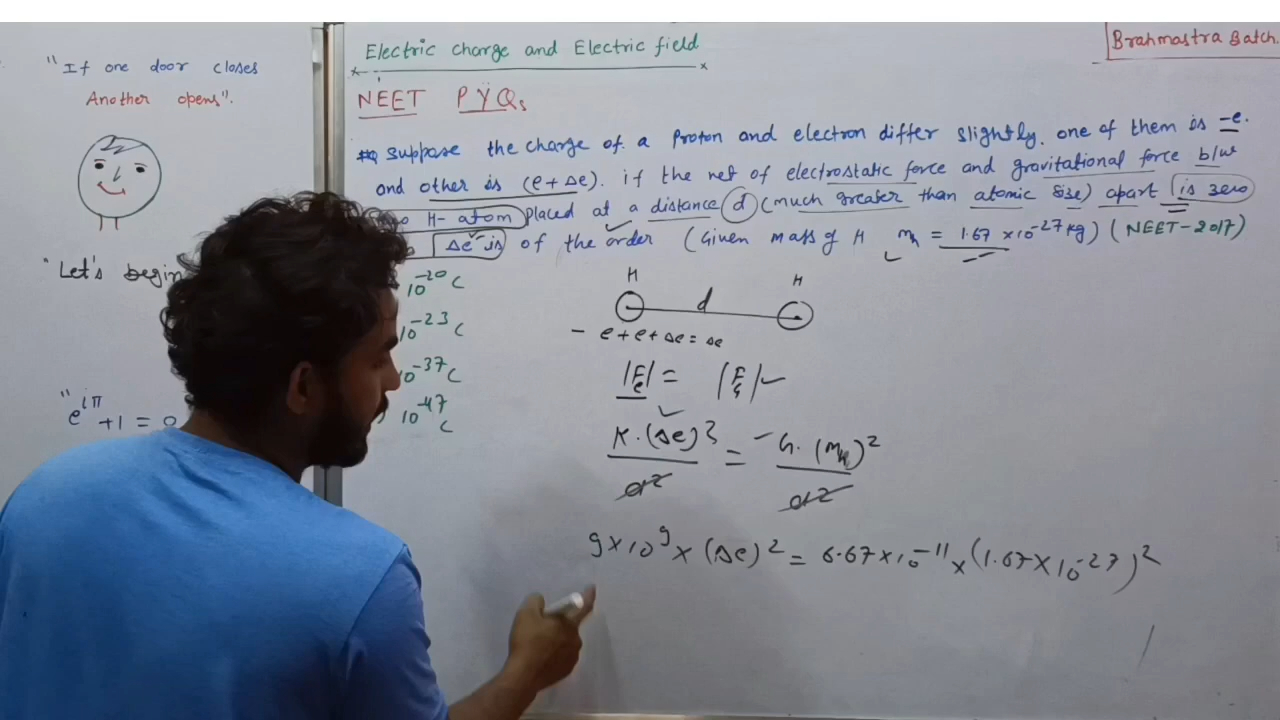 "If one door closes
Another opens".
"Let's begin
"e^iπ +1 = 0
Electric charge and Electric field
Brahmastra Batch.
NEET PYQs
Suppose the charge of a Proton and electron differ slightly. one of them is -e.
and other is (e+Δe). if the net of electrostatic force and gravitational force b/w
H-atom placed at a distance d (much greater than atomic size) apart is zero
Δe is of the order (Given mass of H m_h = 1.67 × 10^-27 kg) (NEET-2017)
10^-20 C
10^-23 C
10^-37 C
10^-47 C
H H
d
- e + e + Δe = Δe
|Fe| = |FG|
K.(Δe)² / d² = G.(mH)² / d²
9×10^9 × (Δe)² = 6.67×10^-11 × (1.67×10^-27)²